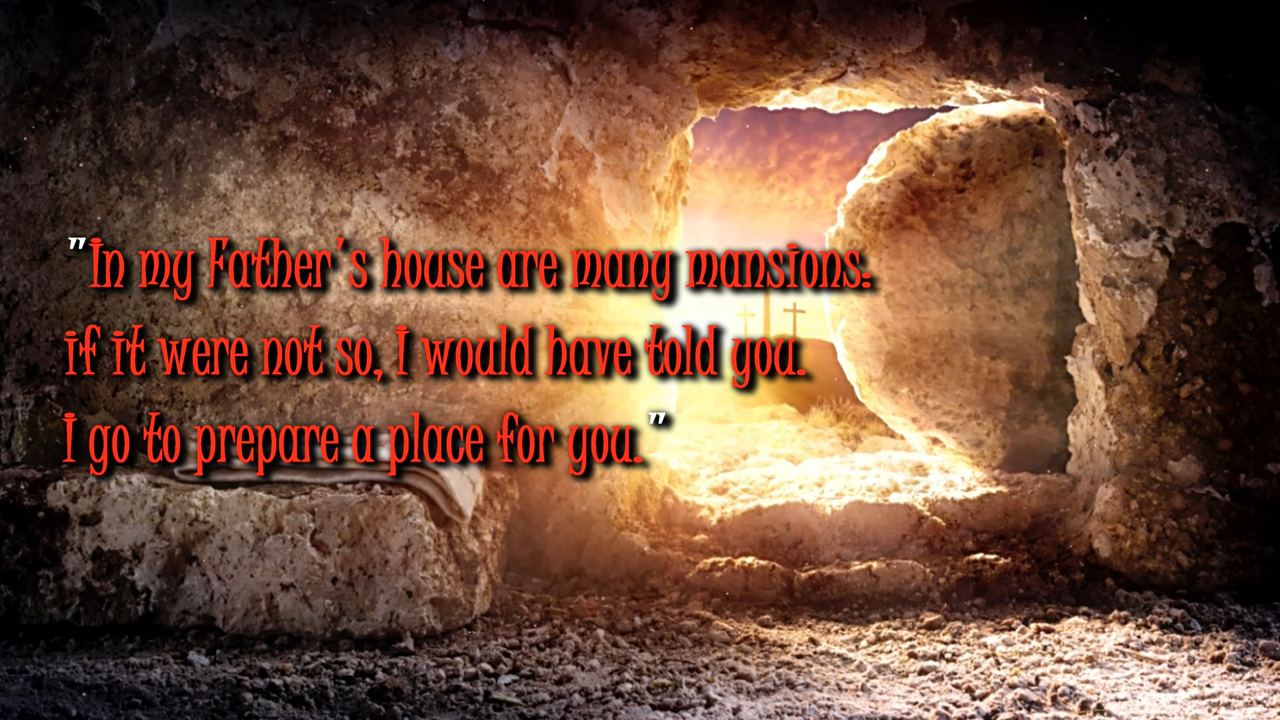 "In my Father's house are many mansions:
if it were not so, I would have told you.
I go to prepare a place for you."